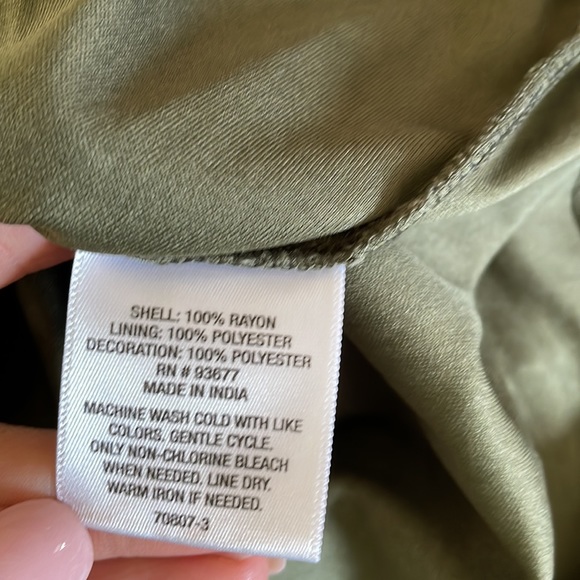 SHELL: 100% RAYON
LINING: 100% POLYESTER
DECORATION: 100% POLYESTER
RN # 93677
MADE IN INDIA
MACHINE WASH COLD WITH LIKE
COLORS. GENTLE CYCLE.
ONLY NON-CHLORINE BLEACH
WHEN NEEDED. LINE DRY.
WARM IRON IF NEEDED.
70807-3